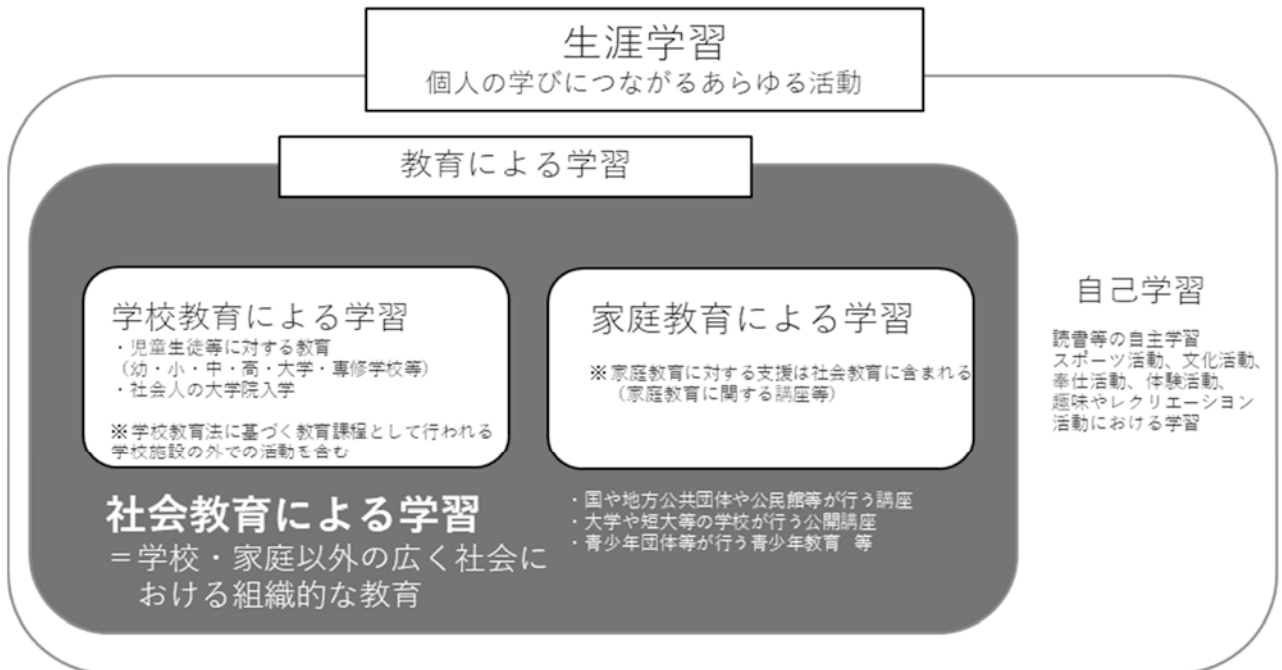 生涯学習
個人の学びにつながるあらゆる活動
教育による学習
学校教育による学習
・児童生徒等に対する教育
（幼・小・中・高・大学・専修学校等）
・社会人の大学院入学
※学校教育法に基づく教育課程として行われる
学校施設の外での活動を含む
家庭教育による学習
※家庭教育に対する支援は社会教育に含まれる
（家庭教育に関する講座等）
社会教育による学習
＝学校・家庭以外の広く社会に
おける組織的な教育
・国や地方公共団体や公民館等が行う講座
・大学や短大等の学校が行う公開講座
・青少年団体等が行う青少年教育　等
自己学習
読書等の自主学習
スポーツ活動、文化活動、
奉仕活動、体験活動、
趣味やレクリエーション
活動における学習